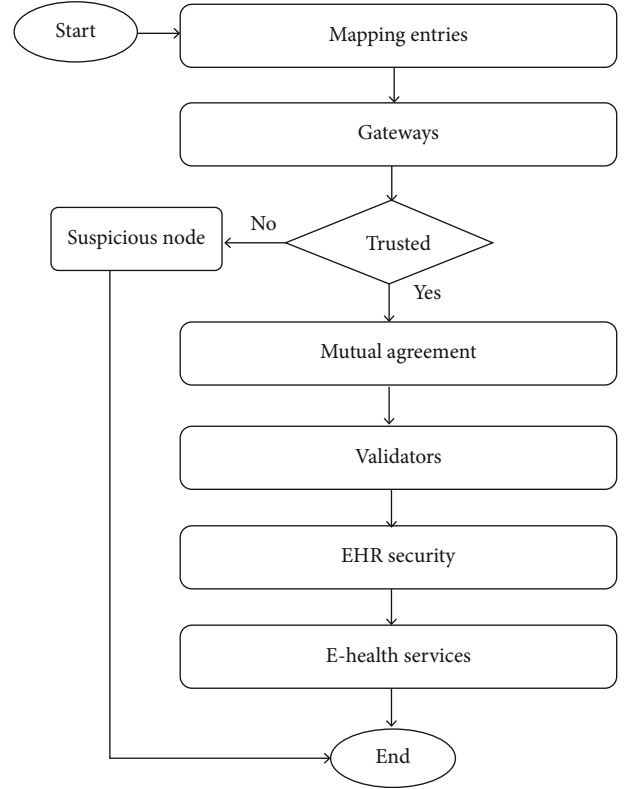 Start
Mapping entries
Gateways
Trusted
No
Suspicious node
Yes
Mutual agreement
Validators
EHR security
E-health services
End